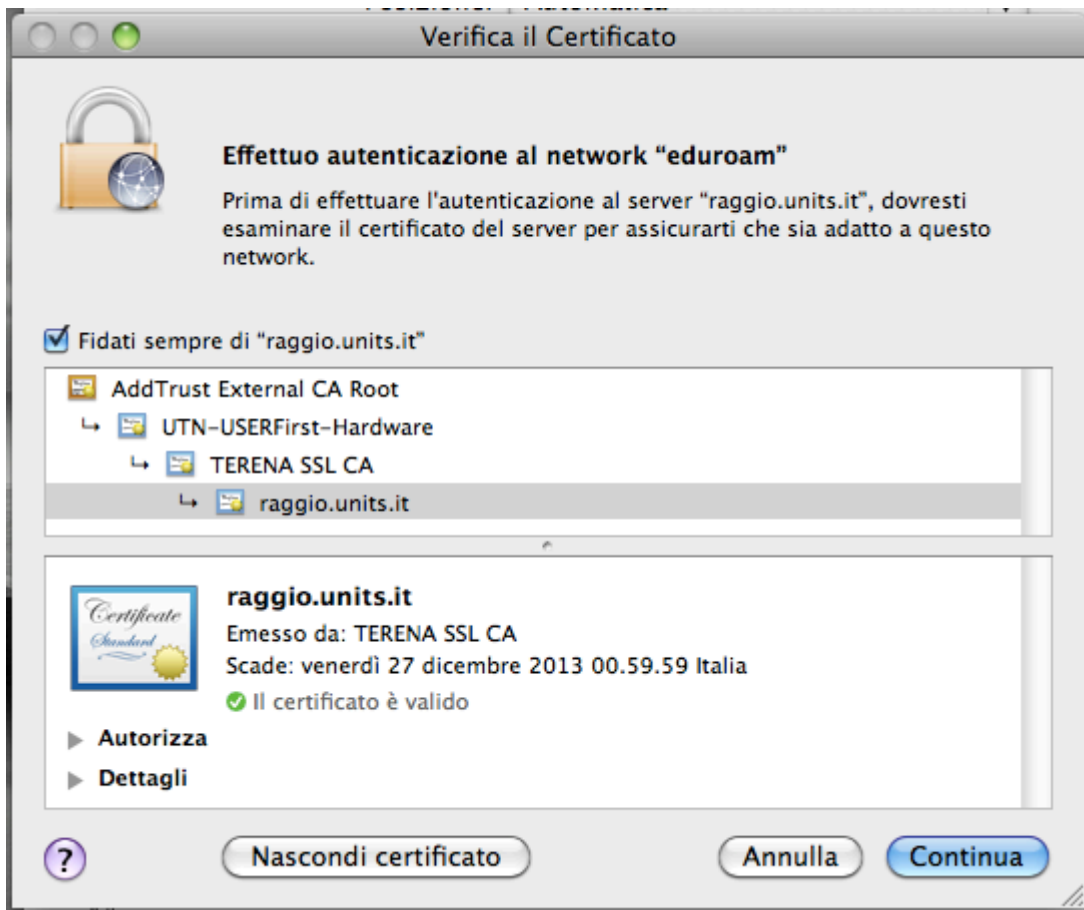 Verifica il Certificato
Effettuo autenticazione al network “eduroam”
Prima di effettuare l'autenticazione al server “raggio.units.it”, dovresti
esaminare il certificato del server per assicurarti che sia adatto a questo
network.
Fidati sempre di “raggio.units.it”
AddTrust External CA Root
UTN-USERFirst-Hardware
TERENA SSL CA
raggio.units.it
Certificate
Standard
raggio.units.it
Emesso da: TERENA SSL CA
Scade: venerdì 27 dicembre 2013 00.59.59 Italia
Il certificato è valido
Autorizza
Dettagli
?
Nascondi certificato
Annulla
Continua